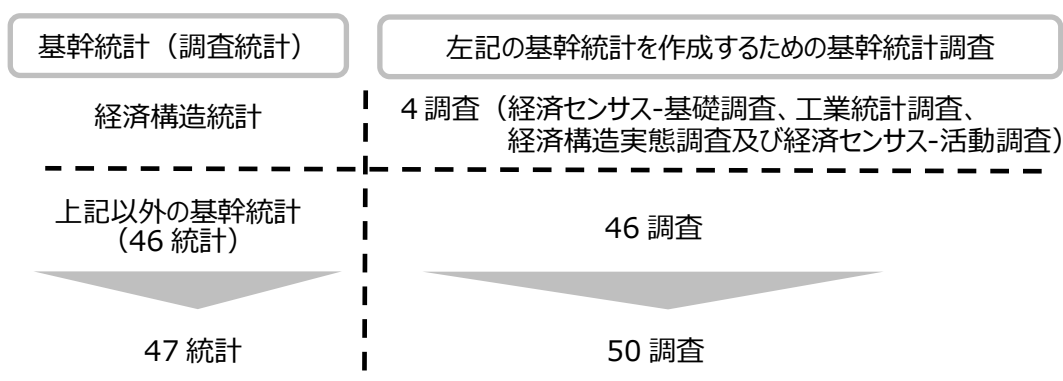 基幹統計（調査統計）
左記の基幹統計を作成するための基幹統計調査
経済構造統計
４調査（経済センサス-基礎調査、工業統計調査、
経済構造実態調査及び経済センサス-活動調査）
上記以外の基幹統計
（46 統計）
46 調査
47 統計
50 調査